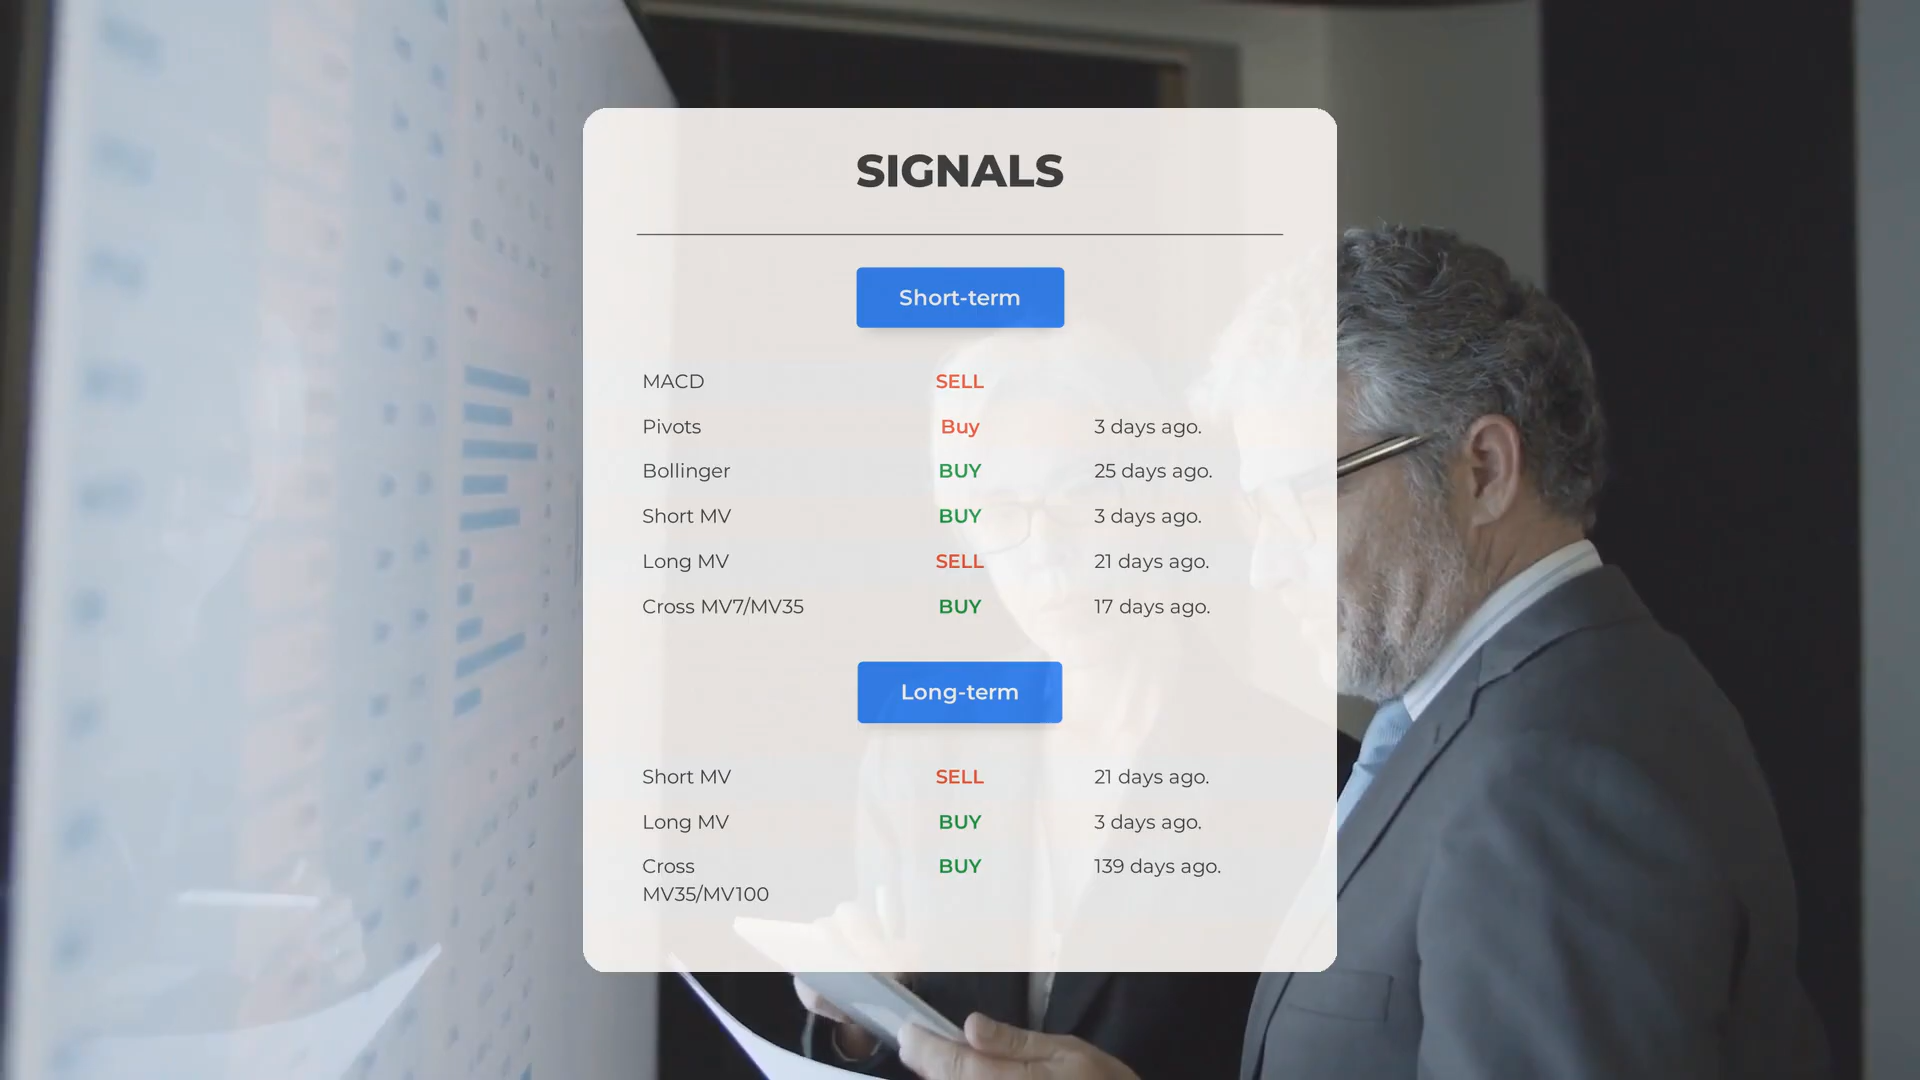 SIGNALS
Short-term
MACD SELL
Pivots Buy 3 days ago.
Bollinger BUY 25 days ago.
Short MV BUY 3 days ago.
Long MV SELL 21 days ago.
Cross MV7/MV35 BUY 17 days ago.
Long-term
Short MV SELL 21 days ago.
Long MV BUY 3 days ago.
Cross BUY 139 days ago.
MV35/MV100